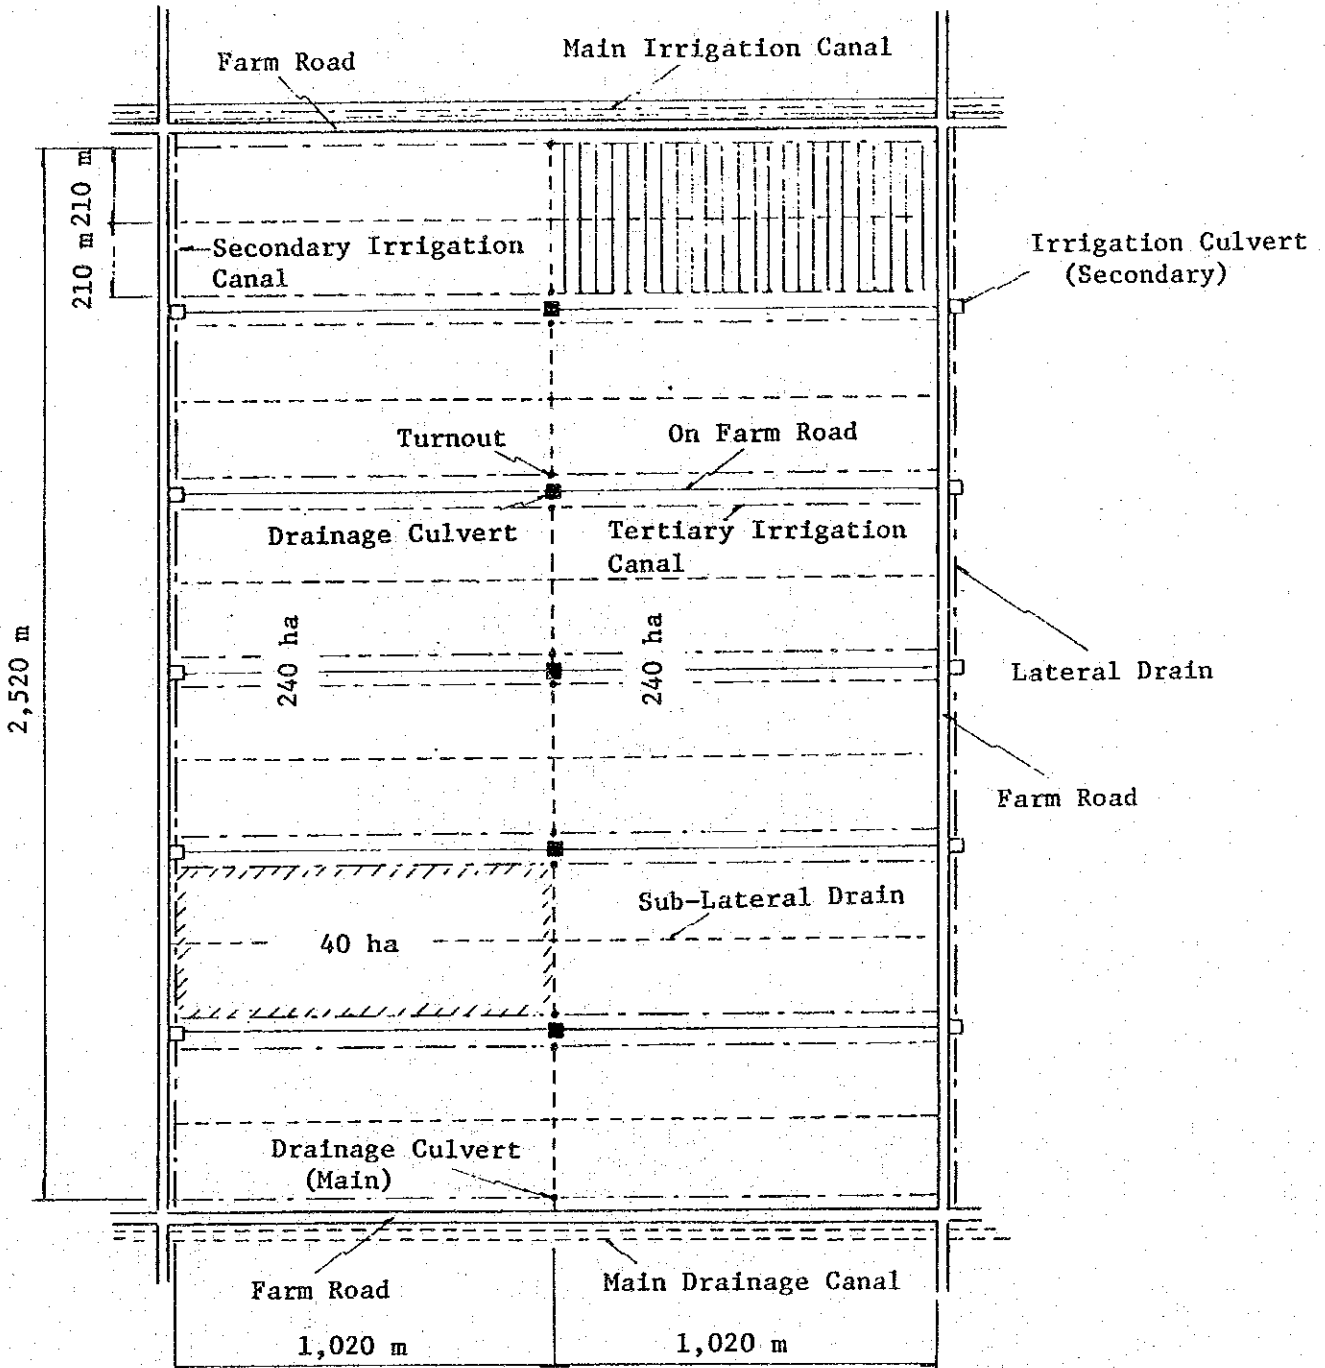 Main Irrigation Canal
Farm Road
210 m
210 m
Secondary Irrigation
Canal
Irrigation Culvert
(Secondary)
Turnout
On Farm Road
Drainage Culvert
Tertiary Irrigation
Canal
2,520 m
240 ha
240 ha
Lateral Drain
Farm Road
Sub-Lateral Drain
40 ha
Drainage Culvert
(Main)
Farm Road
Main Drainage Canal
1,020 m
1,020 m